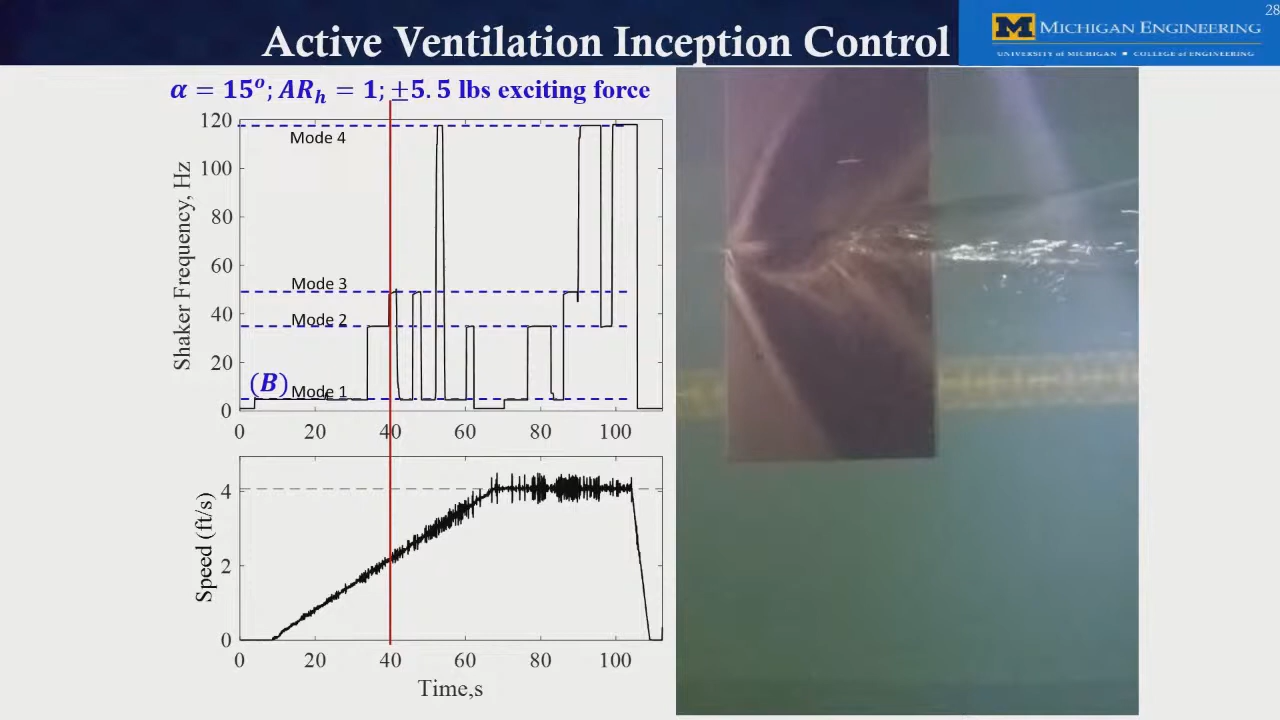 28
Active Ventilation Inception Control
M MICHIGAN ENGINEERING
UNIVERSITY of MICHIGAN ■ COLLEGE of ENGINEERING
α = 15°; ARₕ = 1; ±5.5 lbs exciting force
Shaker Frequency, Hz
120
100
80
60
40
20
0
Mode 4
Mode 3
Mode 2
(B) Mode 1
0 20 40 60 80 100
Speed (ft/s)
4
2
0
0 20 40 60 80 100
Time,s